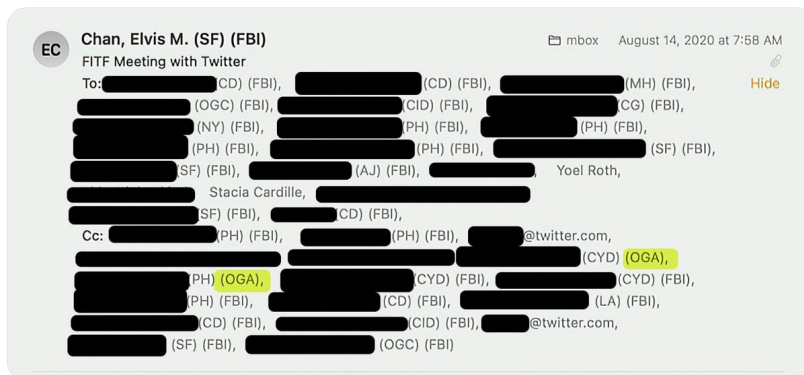 EC
Chan, Elvis M. (SF) (FBI)
mbox August 14, 2020 at 7:58 AM
FITF Meeting with Twitter
To: (CD) (FBI), (CD) (FBI), (MH) (FBI), Hide
(OGC) (FBI), (CID) (FBI), (CG) (FBI),
(NY) (FBI), (PH) (FBI), (PH) (FBI),
(PH) (FBI), (PH) (FBI), (SF) (FBI),
(SF) (FBI), (AJ) (FBI), , Yoel Roth,
Stacia Cardille,
SF) (FBI), CD) (FBI),
Cc: (PH) (FBI), (PH) (FBI), @twitter.com,
(CYD) (OGA),
(PH) (OGA), (CYD) (FBI), (CYD) (FBI),
(PH) (FBI), (CD) (FBI), (LA) (FBI),
(CD) (FBI), (CID) (FBI), @twitter.com,
(SF) (FBI), (OGC) (FBI)